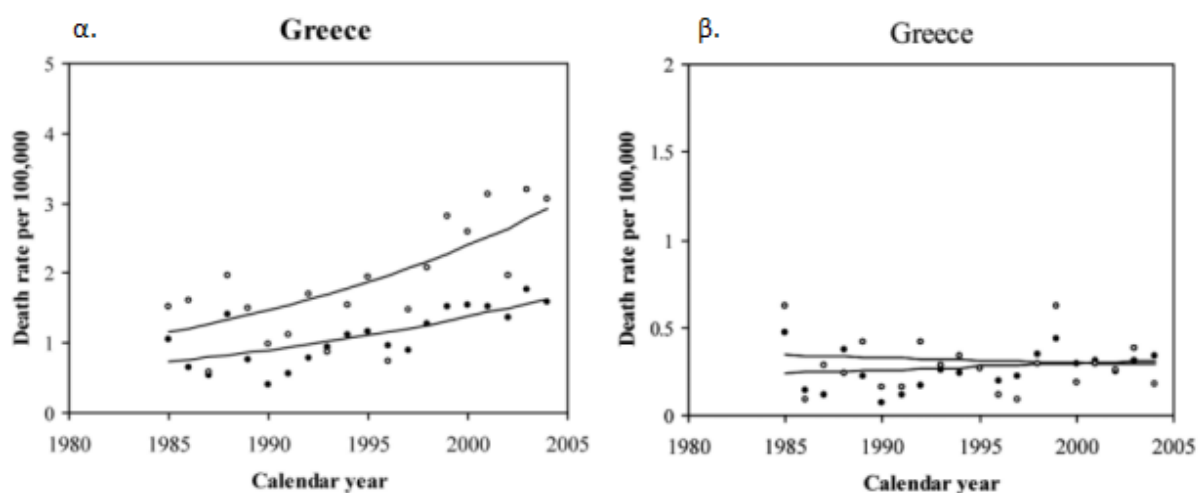 α.
Greece
5
4
3
2
1
0
Death rate per 100,000
1980 1985 1990 1995 2000 2005
Calendar year
β.
Greece
2
1.5
1
0.5
0
Death rate per 100,000
1980 1985 1990 1995 2000 2005
Calendar year